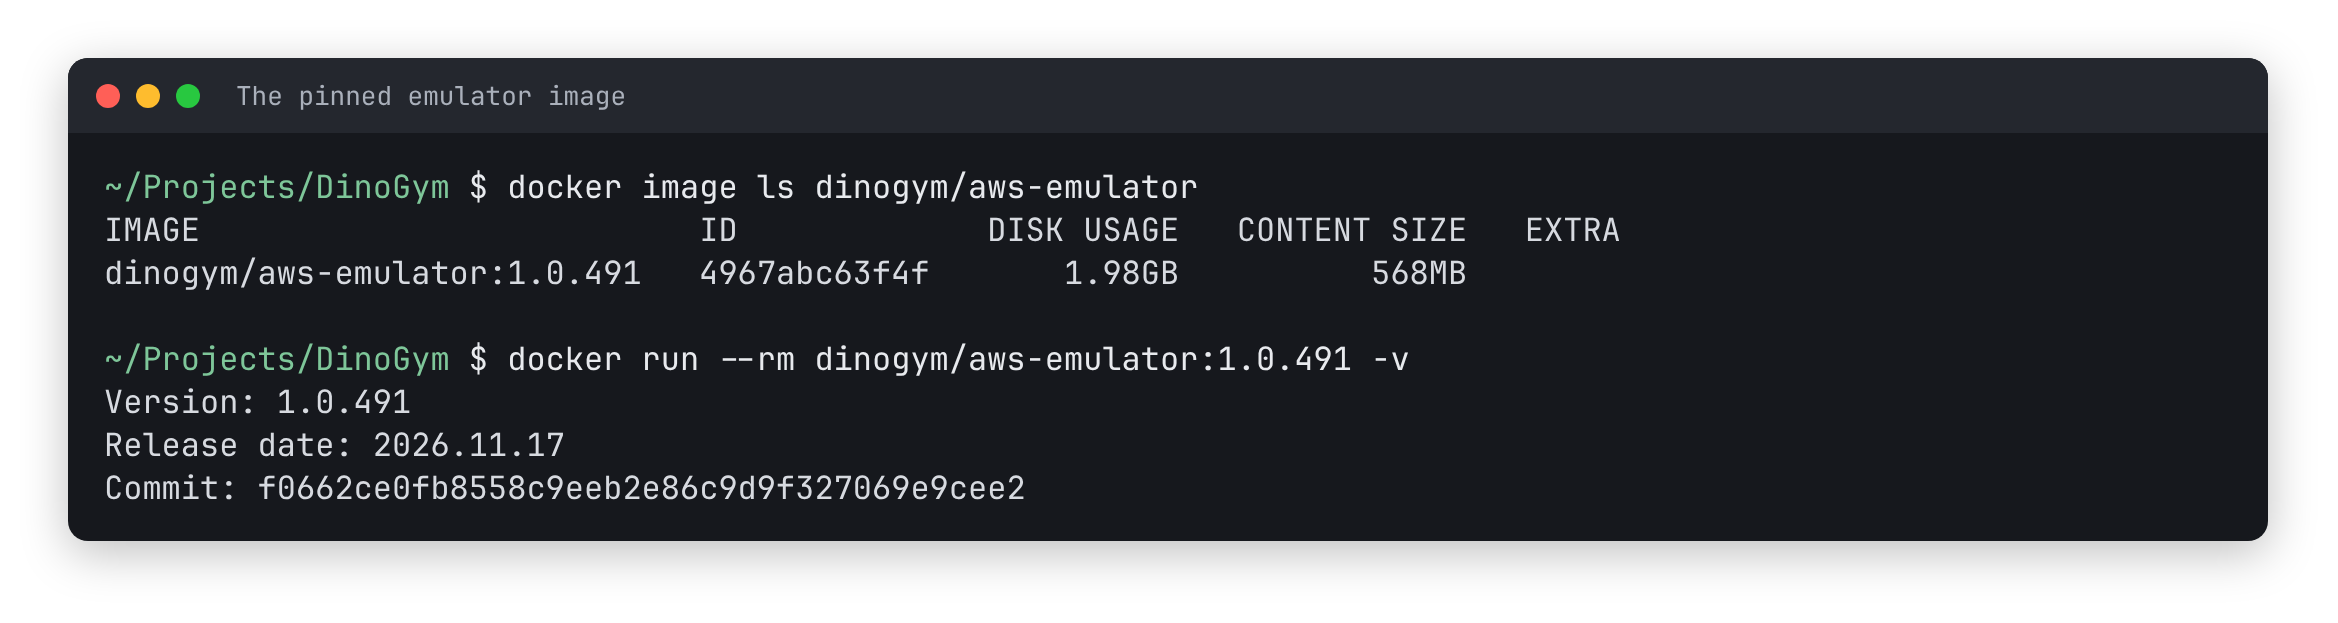 The pinned emulator image
~/Projects/DinoGym $ docker image ls dinogym/aws-emulator
IMAGE                          ID             DISK USAGE   CONTENT SIZE   EXTRA
dinogym/aws-emulator:1.0.491   4967abc63f4f       1.98GB          568MB
~/Projects/DinoGym $ docker run --rm dinogym/aws-emulator:1.0.491 -v
Version: 1.0.491
Release date: 2026.11.17
Commit: f0662ce0fb8558c9eeb2e86c9d9f327069e9cee2